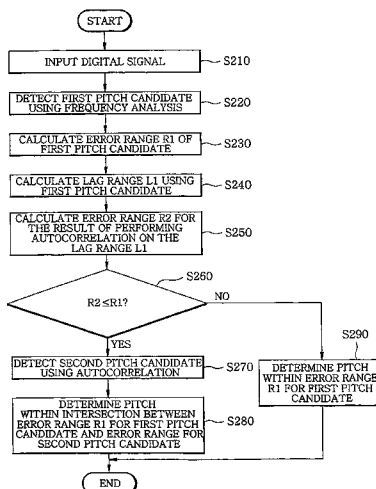 START
INPUT DIGITAL SIGNAL
S210
DETECT FIRST PITCH CANDIDATE
USING FREQUENCY ANALYSIS
S220
CALCULATE ERROR RANGE R1 OF
FIRST PITCH CANDIDATE
S230
CALCULATE LAG RANGE L1 USING
FIRST PITCH CANDIDATE
S240
CALCULATE ERROR RANGE R2 FOR
THE RESULT OF PERFORMING
AUTOCORRELATION ON THE
LAG RANGE L1
S250
S260
R2≤R1?
NO
YES
S290
DETERMINE PITCH
WITHIN ERROR RANGE
R1 FOR FIRST PITCH
CANDIDATE
DETECT SECOND PITCH CANDIDATE
USING AUTOCORRELATION
S270
DETERMINE PITCH
WITHIN INTERSECTION BETWEEN
ERROR RANGE R1 FOR FIRST PITCH
CANDIDATE AND ERROR RANGE FOR
SECOND PITCH CANDIDATE
S280
END